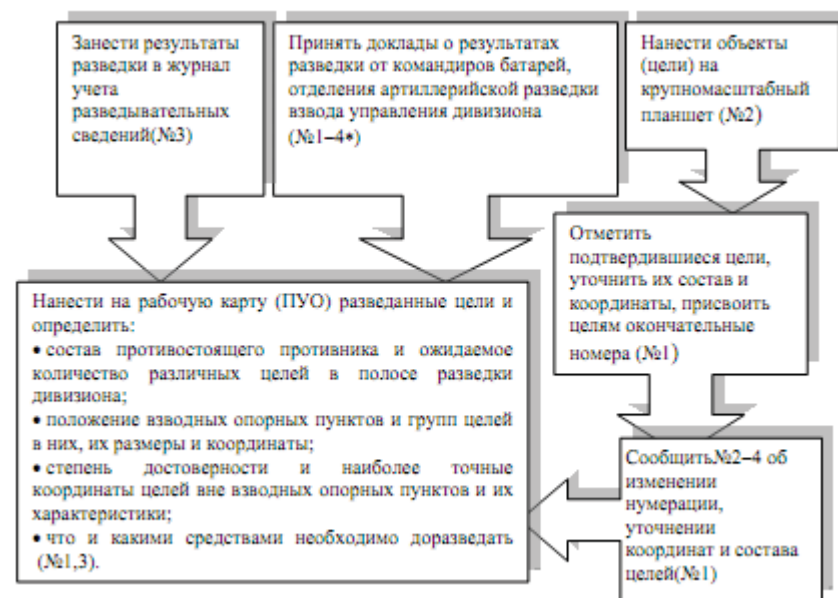 Занести результаты
разведки в журнал
учета
разведывательных
сведений(№3)
Принять доклады о результатах
разведки от командиров батарей,
отделения артиллерийской разведки
взвода управления дивизиона
(№1–4*)
Нанести объекты
(цели) на
крупномасштабный
планшет (№2)
Отметить
подтвердившиеся цели,
уточнить их состав и
координаты, присвоить
целям окончательные
номера (№1)
Нанести на рабочую карту (ПУО) разведанные цели и
определить:
• состав противостоящего противника и ожидаемое
количество различных целей в полосе разведки
дивизиона;
• положение взводных опорных пунктов и групп целей
в них, их размеры и координаты;
• степень достоверности и наиболее точные
координаты целей вне взводных опорных пунктов и их
характеристики;
• что и какими средствами необходимо доразведать
(№1,3).
Сообщить№2–4 об
изменении
нумерации,
уточнении
координат и состава
целей(№1)